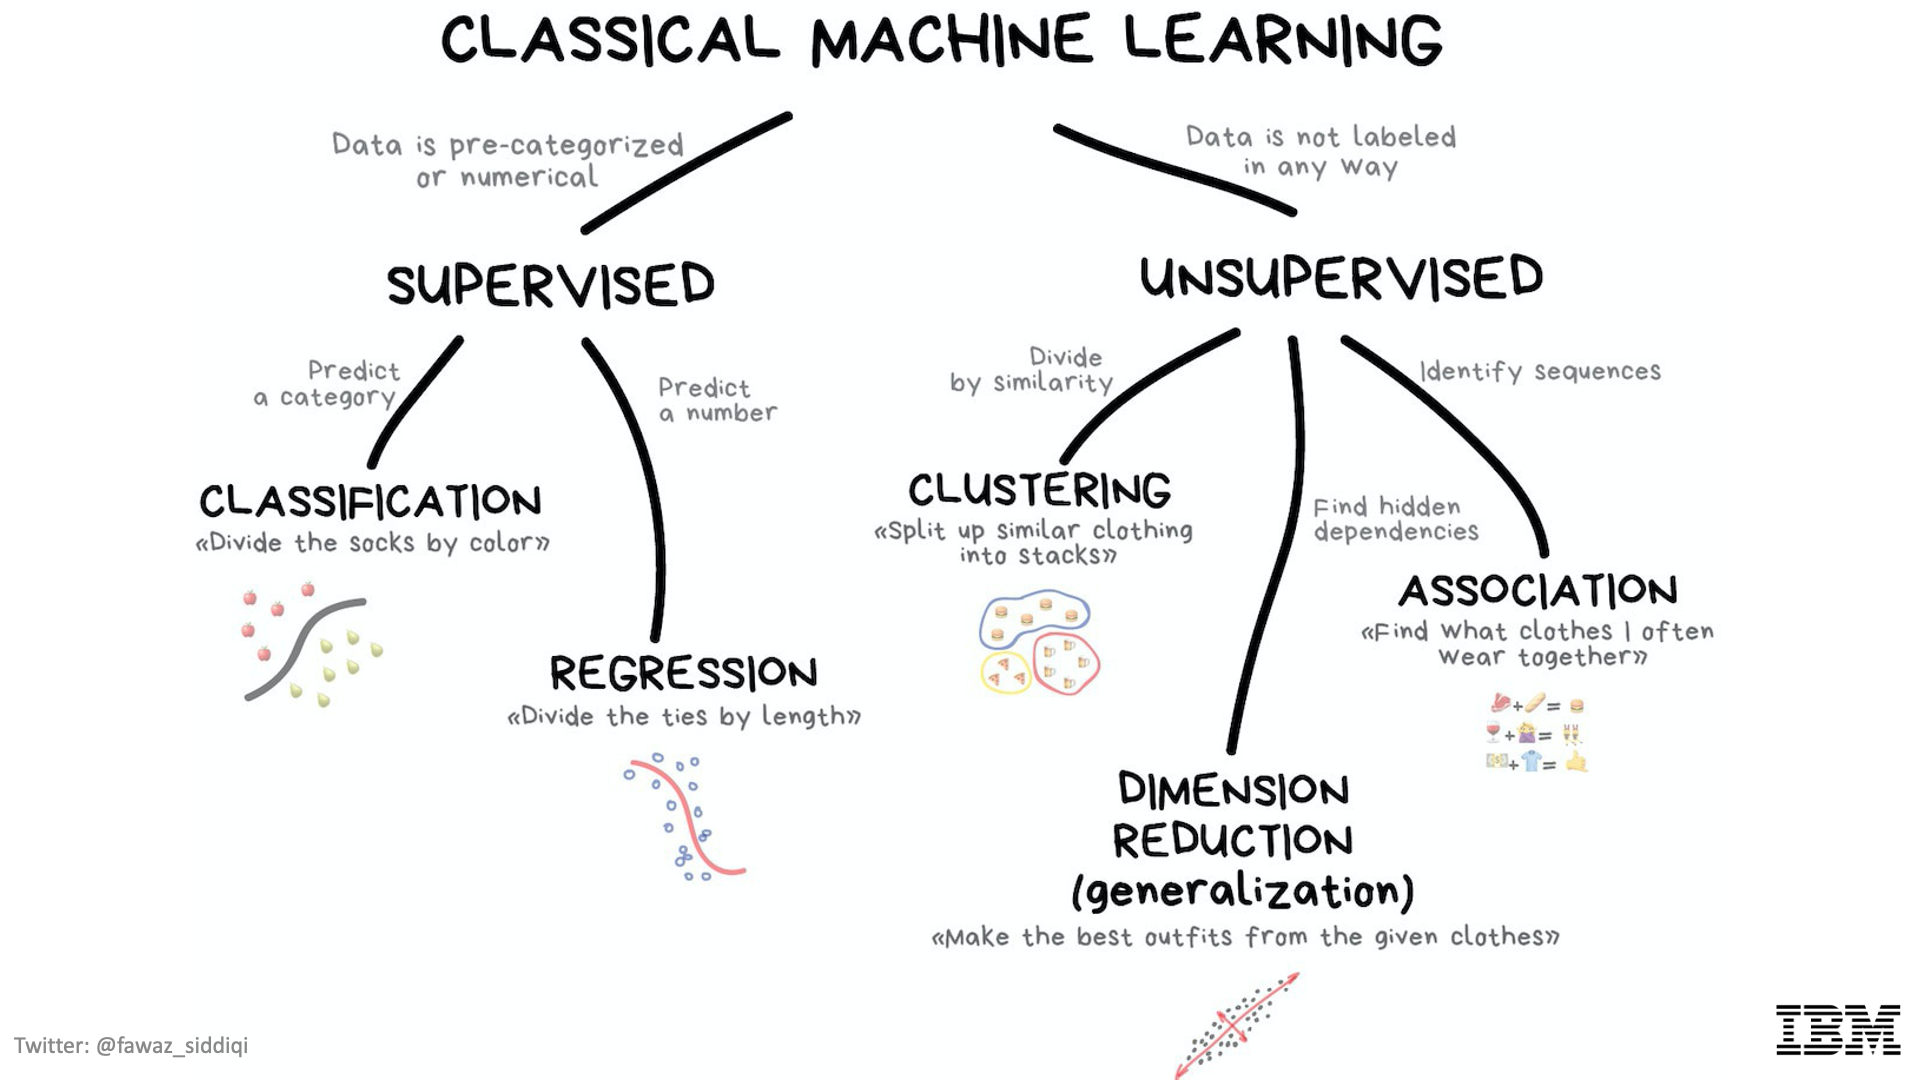 CLASSICAL MACHINE LEARNING
Data is pre-categorized
or numerical
Data is not labeled
in any way
SUPERVISED
UNSUPERVISED
Predict
a category
Predict
a number
Divide
by similarity
Identify sequences
CLASSIFICATION
«Divide the socks by color»
CLUSTERING
«Split up similar clothing
into stacks»
Find hidden
dependencies
ASSOCIATION
«Find what clothes I often
wear together»
REGRESSION
«Divide the ties by length»
+ =
+ =
+ =
DIMENSION
REDUCTION
(generalization)
«Make the best outfits from the given clothes»
Twitter: @fawaz_siddiqi
IBM